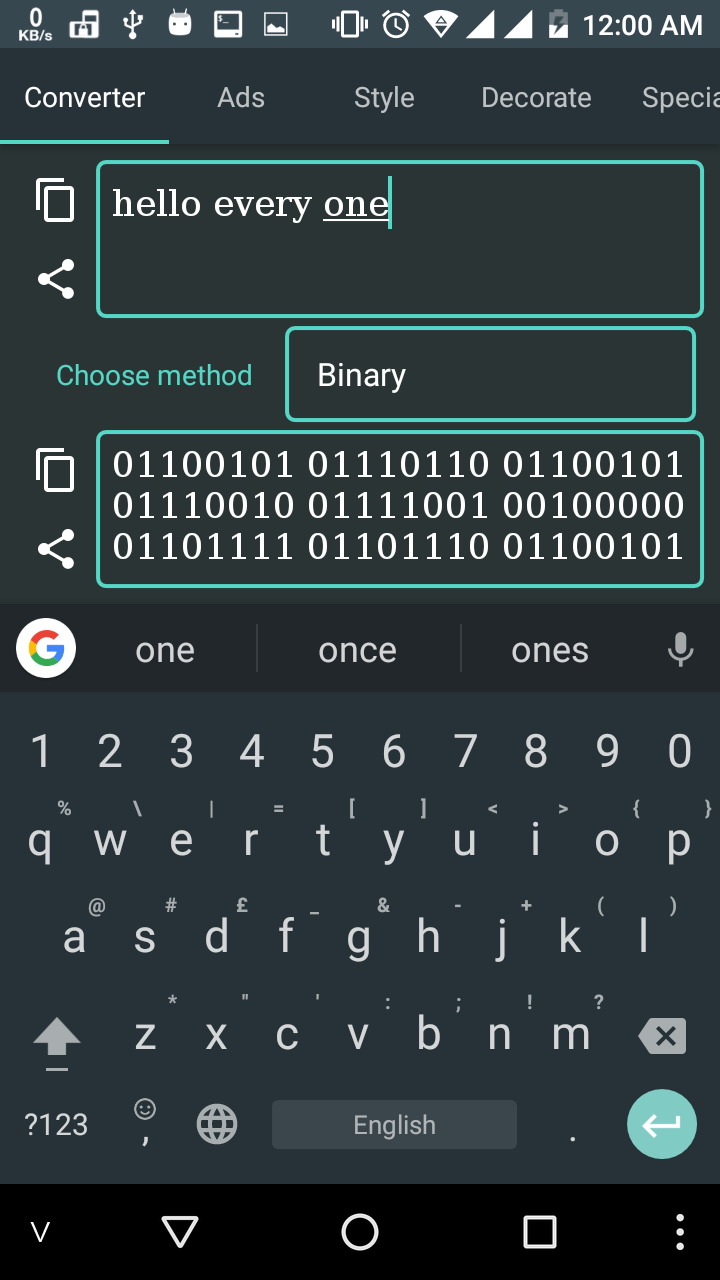 0 KB/s 12:00 AM
Converter Ads Style Decorate Specia
hello every one
Choose method Binary
01100101 01110110 01100101
01110010 01111001 00100000
01101111 01101110 01100101
G one once ones
1 2 3 4 5 6 7 8 9 0
% \ | = [ ] < > { }
q w e r t y u i o p
@ # £ _ & - + ( )
a s d f g h j k l
* " ' : ; ! ?
z x c v b n m
?123 , English .